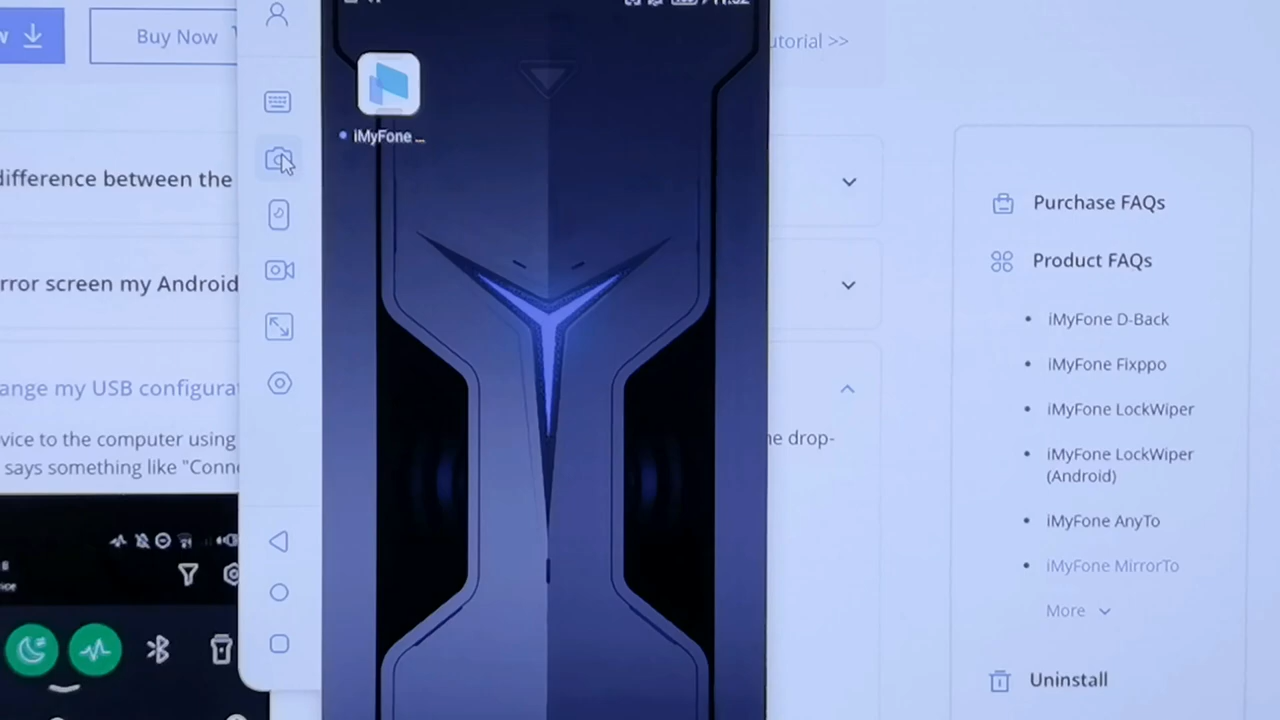 Buy Now
utorial >>
iMyFone ...
difference between the
rror screen my Android
ange my USB configurat
vice to the computer using
says something like "Conne
he drop-
Purchase FAQs
Product FAQs
• iMyFone D-Back
• iMyFone Fixppo
• iMyFone LockWiper
• iMyFone LockWiper
(Android)
• iMyFone AnyTo
• iMyFone MirrorTo
More
Uninstall